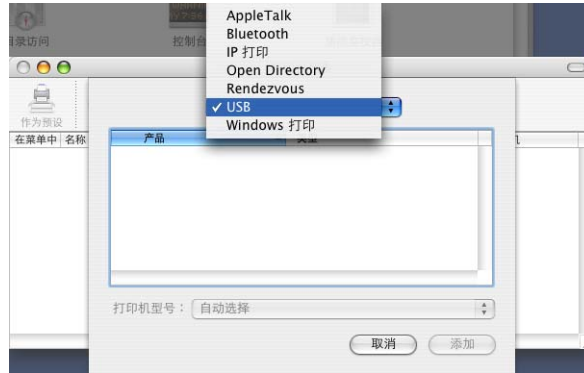 AppleTalk
Bluetooth
IP 打印
Open Directory
Rendezvous
✓ USB
Windows 打印
录访问
控制台
作为预设
在菜单中 名称
产品
类型
打印机型号： 自动选择
取消 添加